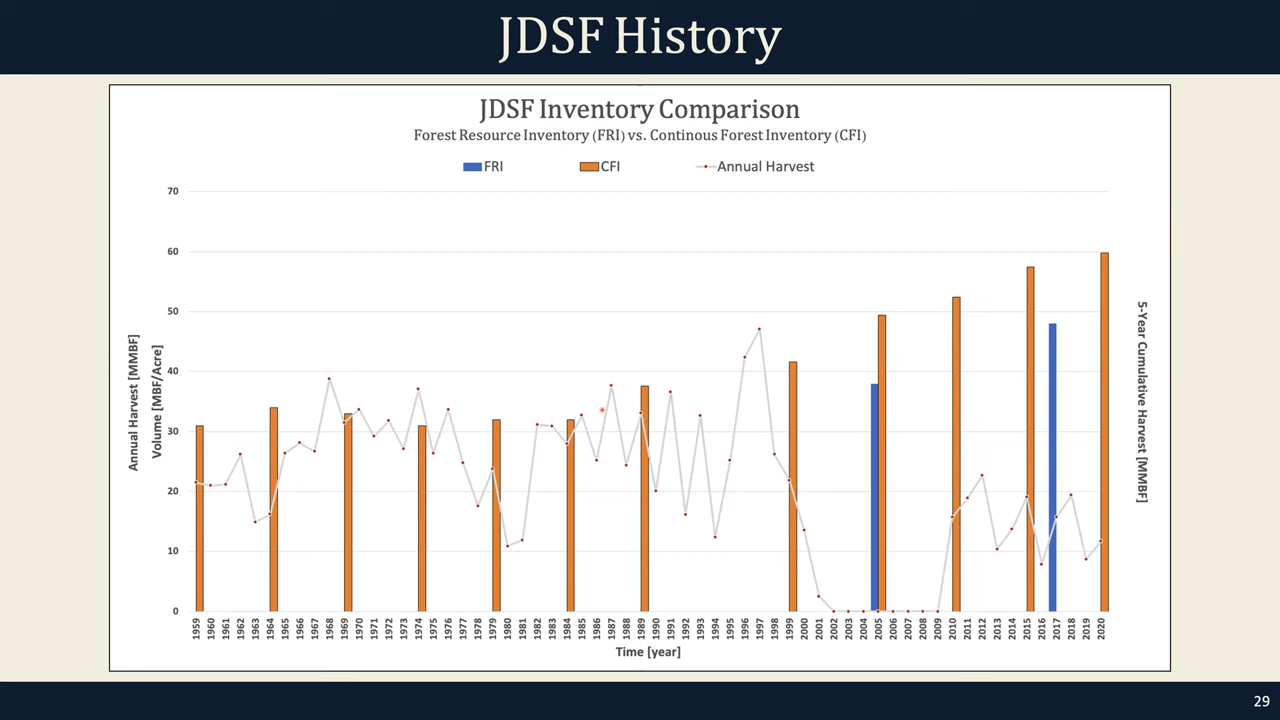 JDSF History
JDSF Inventory Comparison
Forest Resource Inventory (FRI) vs. Continous Forest Inventory (CFI)
FRI
CFI
Annual Harvest
70
60
50
40
30
20
10
0
Annual Harvest [MMBF]
Volume [MBF/Acre]
5-Year Cumulative Harvest [MMBF]
1959 1960 1961 1962 1963 1964 1965 1966 1967 1968 1969 1970 1971 1972 1973 1974 1975 1976 1977 1978 1979 1980 1981 1982 1983 1984 1985 1986 1987 1988 1989 1990 1991 1992 1993 1994 1995 1996 1997 1998 1999 2000 2001 2002 2003 2004 2005 2006 2007 2008 2009 2010 2011 2012 2013 2014 2015 2016 2017 2018 2019 2020
Time [year]
29